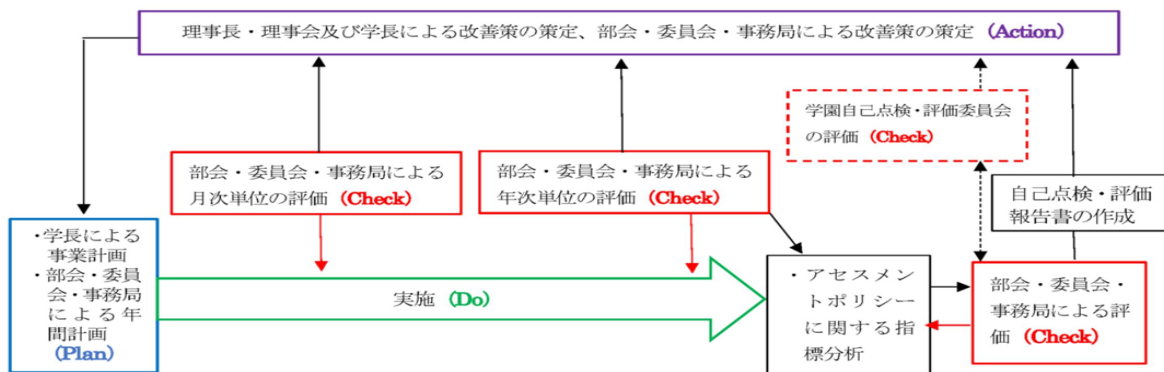 理事長・理事会及び学長による改善策の策定、部会・委員会・事務局による改善策の策定 (Action)
学園自己点検・評価委員会
の評価 (Check)
部会・委員会・事務局による
月次単位の評価 (Check)
部会・委員会・事務局による
年次単位の評価 (Check)
自己点検・評価
報告書の作成
・学長による
事業計画
・部会・委員
会・事務局
による年
間計画
(Plan)
実施 (Do)
・アセスメン
トポリシー
に関する指
標分析
部会・委員会・
事務局による評
価 (Check)